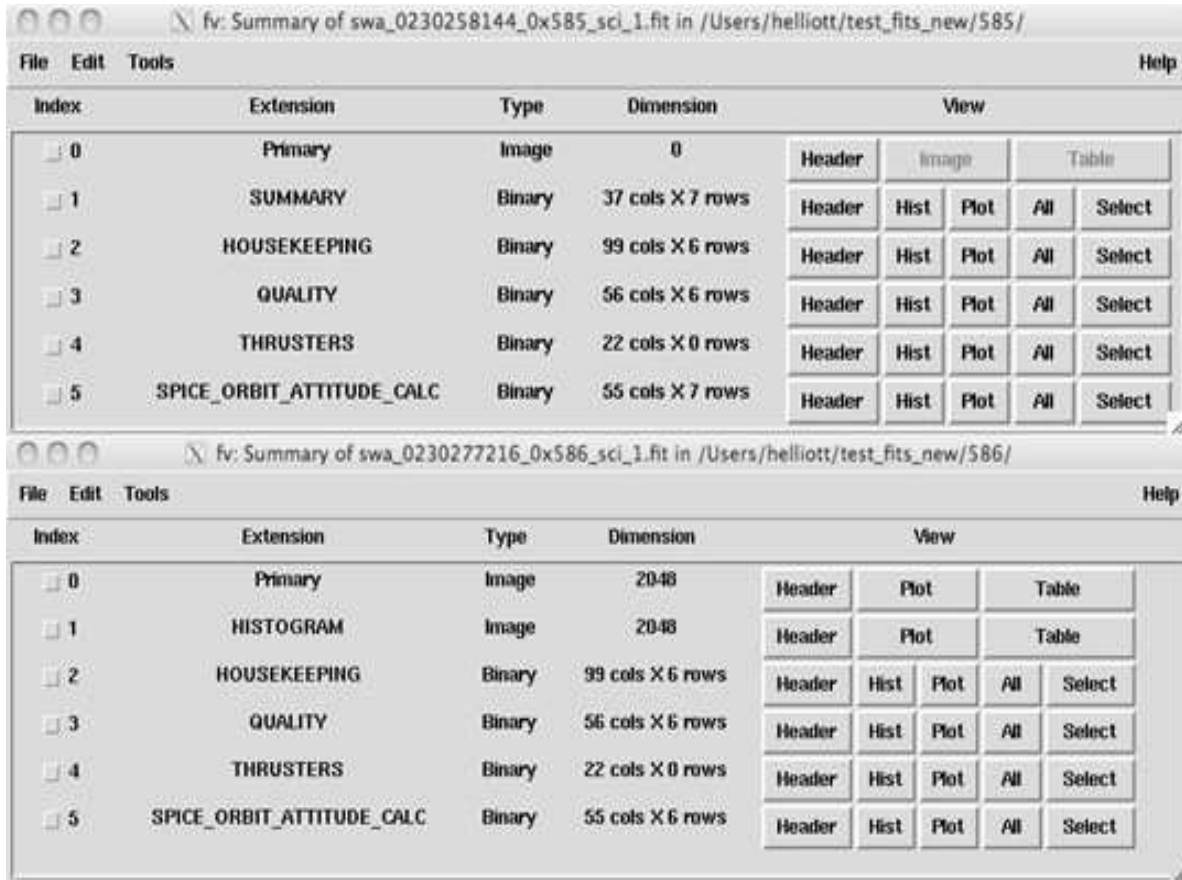 fv: Summary of swa_0230258144_0x585_sci_1.fit in /Users/helliott/test_fits_new/585/
File Edit Tools Help
Index Extension Type Dimension View
0 Primary Image 0 Header Image Table
1 SUMMARY Binary 37 cols X 7 rows Header Hist Plot All Select
2 HOUSEKEEPING Binary 99 cols X 6 rows Header Hist Plot All Select
3 QUALITY Binary 56 cols X 6 rows Header Hist Plot All Select
4 THRUSTERS Binary 22 cols X 0 rows Header Hist Plot All Select
5 SPICE_ORBIT_ATTITUDE_CALC Binary 55 cols X 7 rows Header Hist Plot All Select
fv: Summary of swa_0230277216_0x586_sci_1.fit in /Users/helliott/test_fits_new/586/
File Edit Tools Help
Index Extension Type Dimension View
0 Primary Image 2048 Header Plot Table
1 HISTOGRAM Image 2048 Header Plot Table
2 HOUSEKEEPING Binary 99 cols X 6 rows Header Hist Plot All Select
3 QUALITY Binary 56 cols X 6 rows Header Hist Plot All Select
4 THRUSTERS Binary 22 cols X 0 rows Header Hist Plot All Select
5 SPICE_ORBIT_ATTITUDE_CALC Binary 55 cols X 6 rows Header Hist Plot All Select